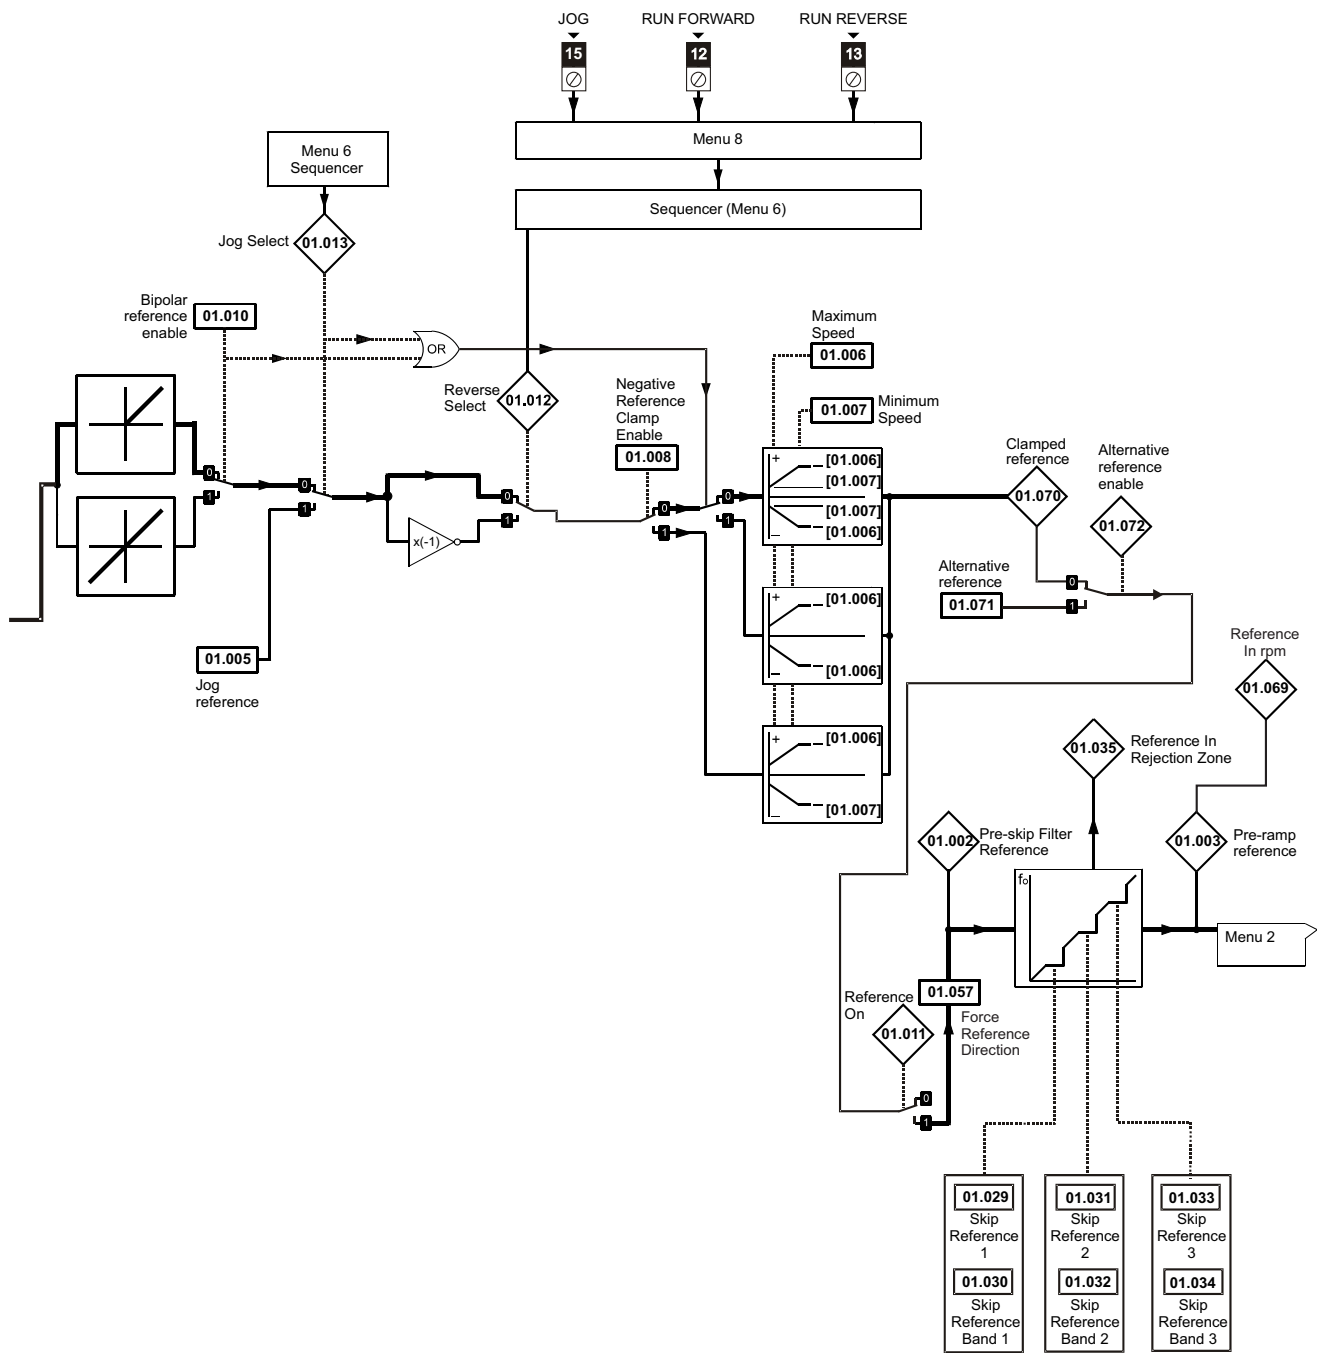 JOG
RUN FORWARD
RUN REVERSE
15
12
13
Menu 8
Menu 6
Sequencer
Sequencer (Menu 6)
Jog Select
01.013
Bipolar
reference
enable
01.010
OR
Reverse
Select
01.012
Negative
Reference
Clamp
Enable
01.008
Maximum
Speed
01.006
01.007
Minimum
Speed
0
1
0
1
x(-1)
0
1
0
1
0
1
+
[01.006]
[01.007]
[01.007]
[01.006]
_
+
[01.006]
[01.006]
_
+
[01.006]
[01.007]
_
Clamped
reference
01.070
Alternative
reference
enable
01.072
Alternative
reference
01.071
0
1
01.005
Jog
reference
Reference
In rpm
01.069
01.035
Reference In
Rejection Zone
01.002
Pre-skip Filter
Reference
01.003
Pre-ramp
reference
fo
Menu 2
01.057
Force
Reference
Direction
Reference
On
01.011
0
1
01.029
Skip
Reference
1
01.030
Skip
Reference
Band 1
01.031
Skip
Reference
2
01.032
Skip
Reference
Band 2
01.033
Skip
Reference
3
01.034
Skip
Reference
Band 3